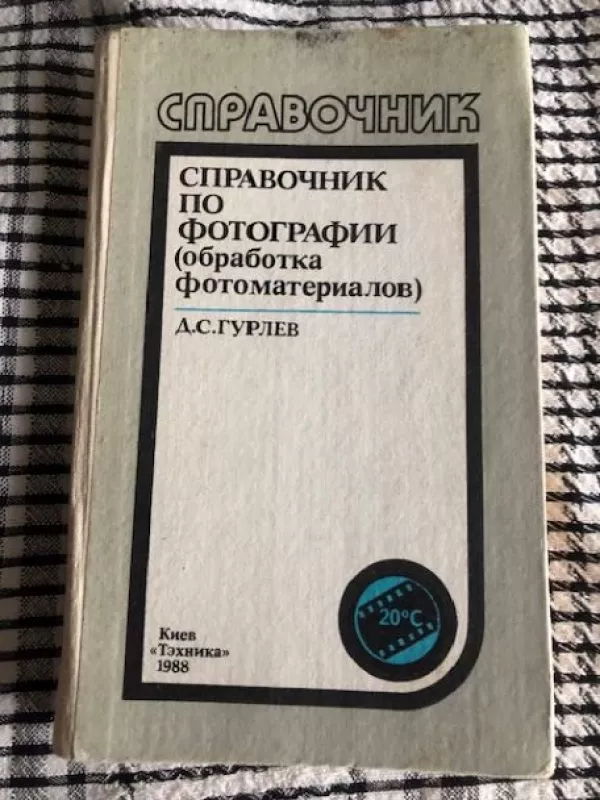 СПРАВОЧНИК
СПРАВОЧНИК
ПО
ФОТОГРАФИИ
(обработка
фотоматериалов)
Д.С.ГУРЛЕВ
20°С
Киев
«Тэхника»
1988